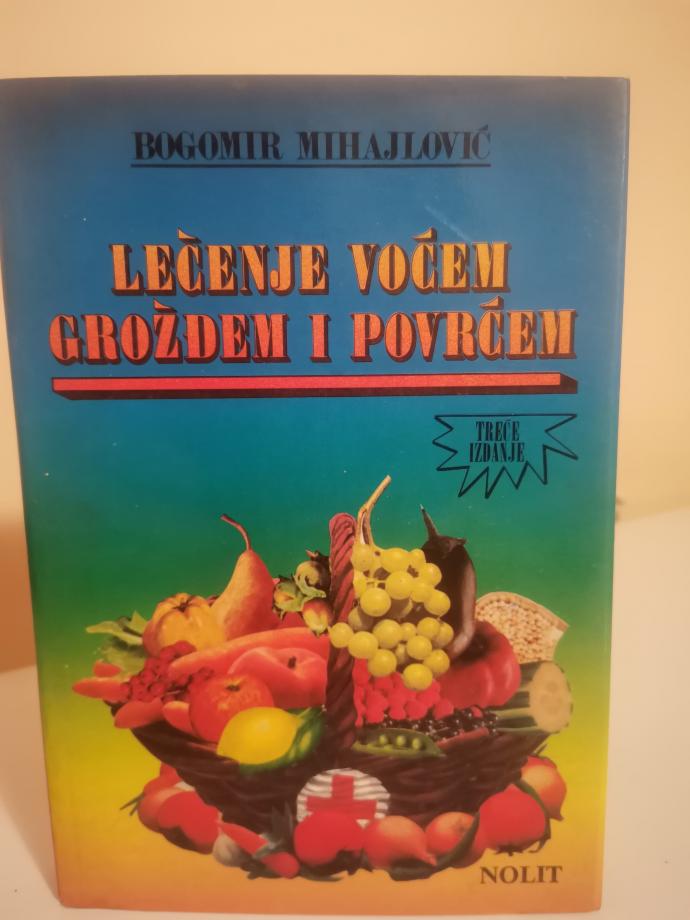 BOGOMIR MIHAJLOVIĆ
LEČENJE VOĆEM
GROŽĐEM I POVRĆEM
TREĆE
IZDANJE
NOLIT